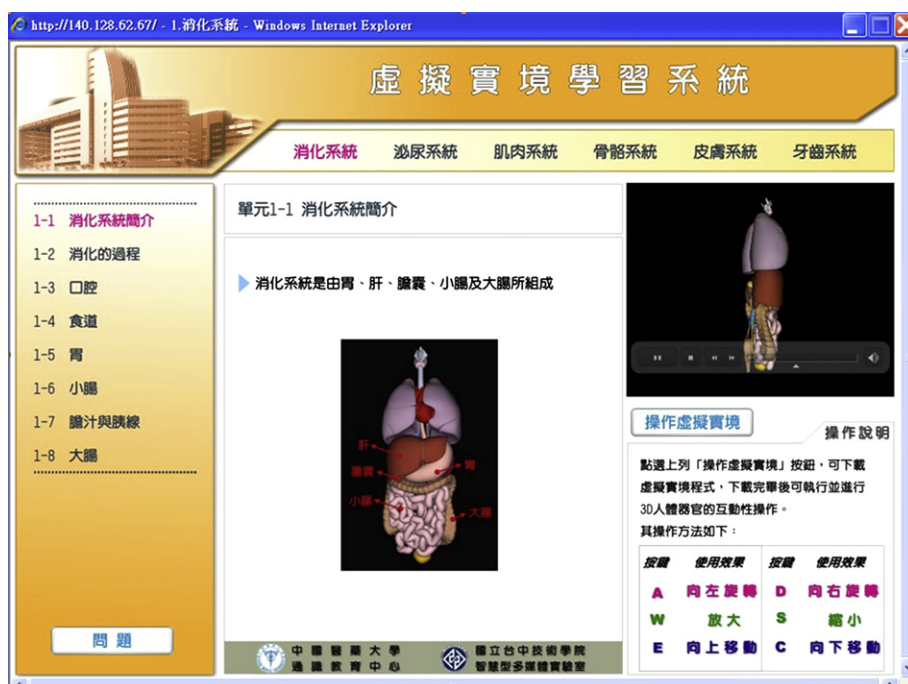 http://140.128.62.67/ - 1.消化系統 - Windows Internet Explorer
虛擬實境學習系統
消化系統 泌尿系統 肌肉系統 骨骼系統 皮膚系統 牙齒系統
1-1 消化系統簡介
1-2 消化的過程
1-3 口腔
1-4 食道
1-5 胃
1-6 小腸
1-7 膽汁與胰線
1-8 大腸
問題
單元1-1 消化系統簡介
消化系統是由胃、肝、膽囊、小腸及大腸所組成
肝
膽囊
胃
小腸
大腸
中國醫藥大學
通識教育中心
國立台中技術學院
智慧型多媒體實驗室
操作虛擬實境
操作說明
點選上列「操作虛擬實境」按鈕，可下載
虛擬實境程式，下載完畢後可執行並進行
3D人體器官的互動性操作。
其操作方法如下：
按鍵 使用效果 按鍵 使用效果
A 向左旋轉 D 向右旋轉
W 放大 S 縮小
E 向上移動 C 向下移動